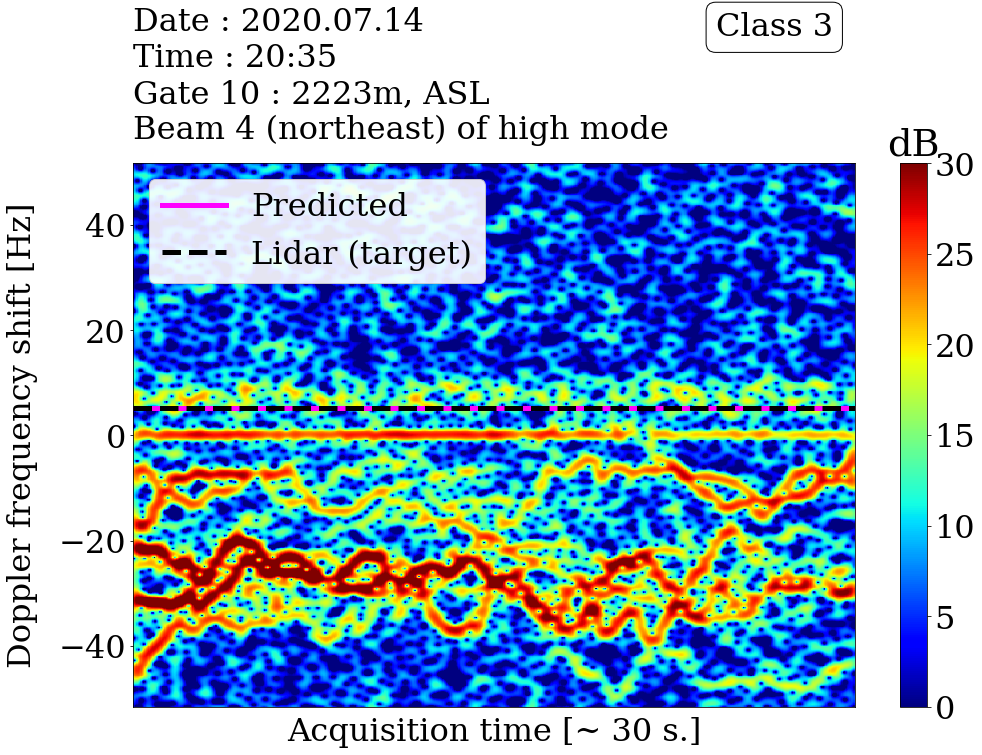 Date : 2020.07.14
Time : 20:35
Gate 10 : 2223m, ASL
Beam 4 (northeast) of high mode
Class 3
dB
Predicted
Lidar (target)
Doppler frequency shift [Hz]
40
20
0
−20
−40
Acquisition time [~ 30 s.]
30
25
20
15
10
5
0